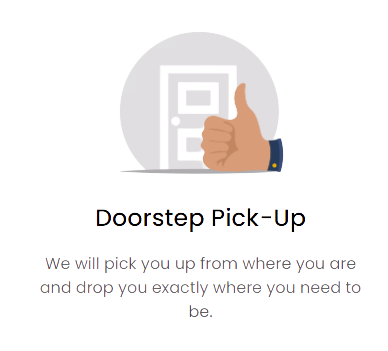 Doorstep Pick-Up
We will pick you up from where you are
and drop you exactly where you need to
be.